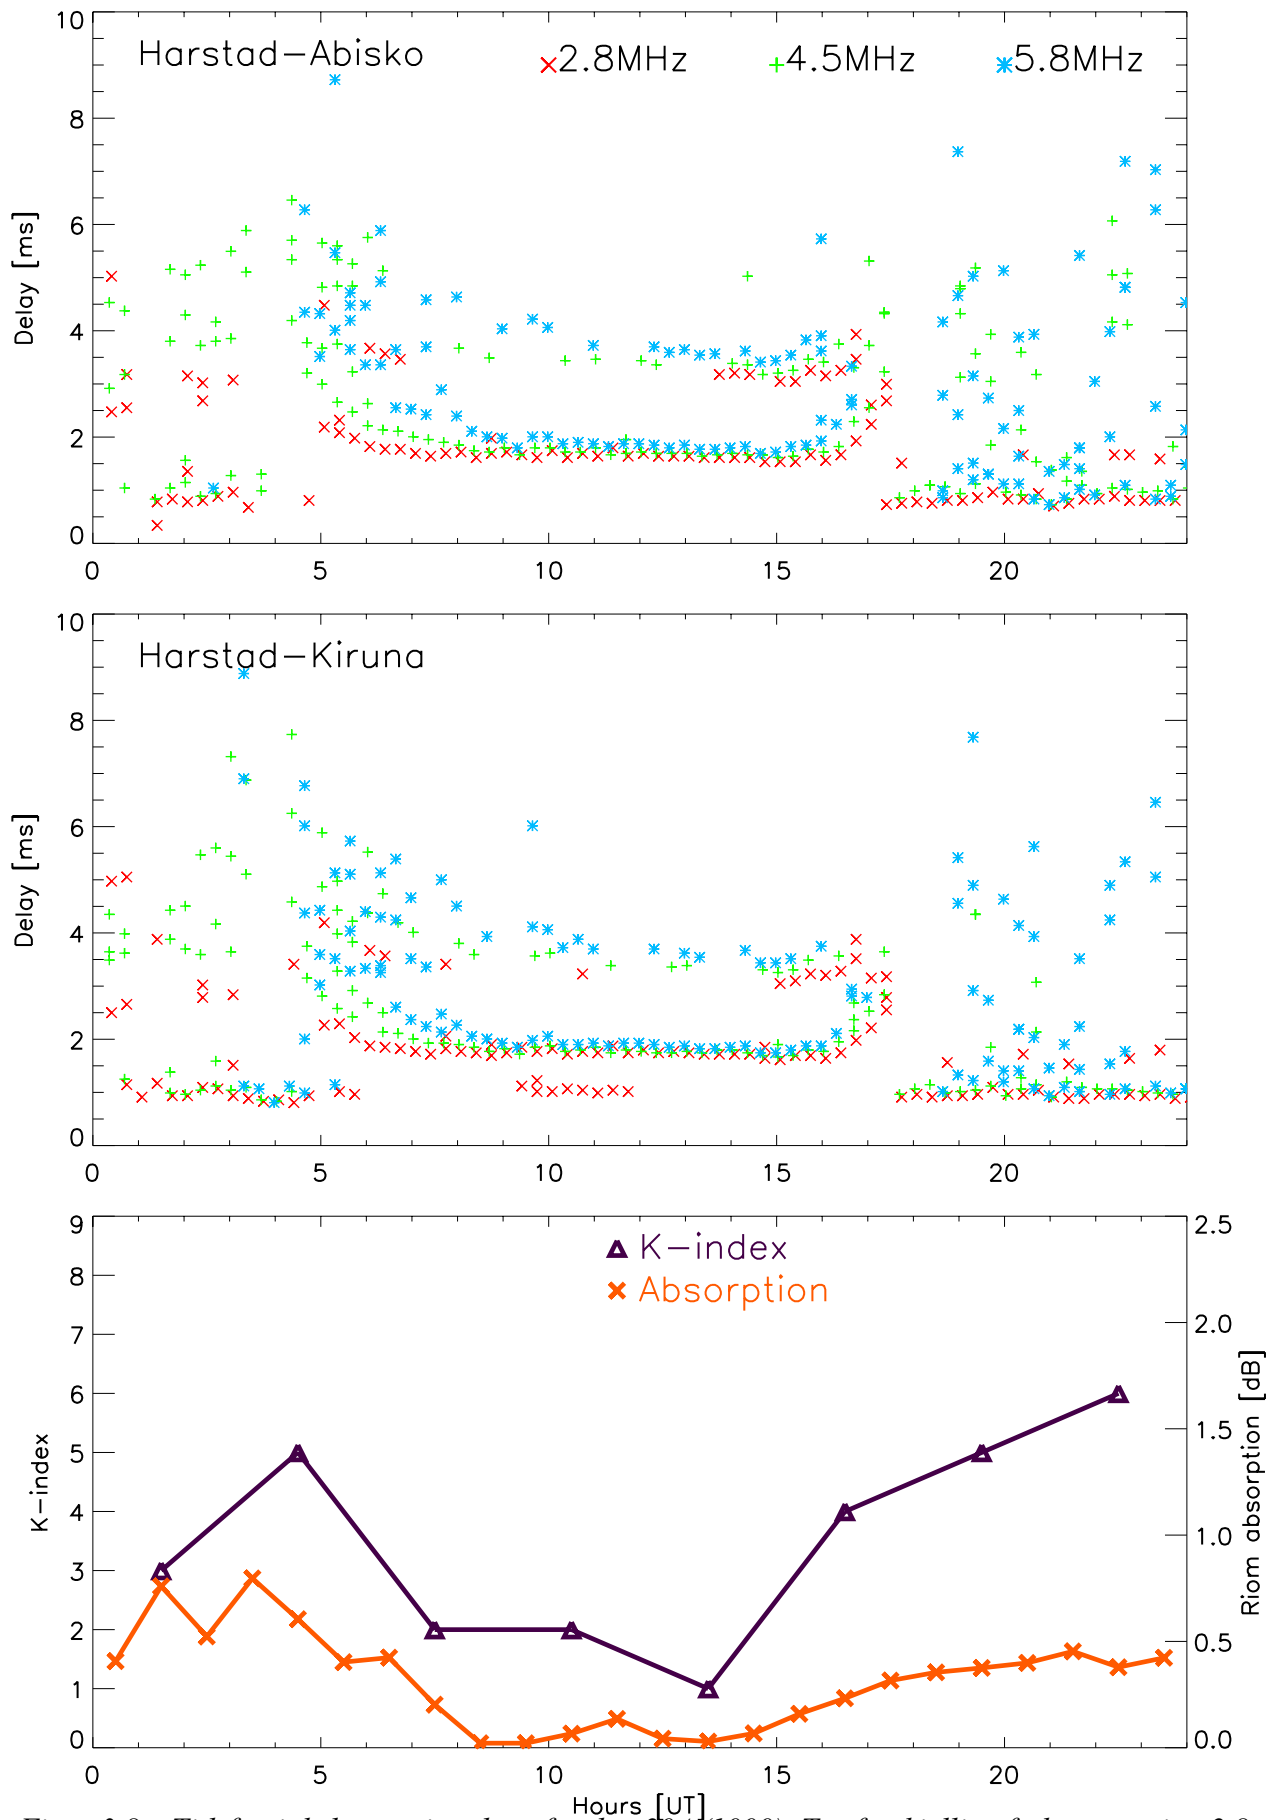 10
8
6
4
2
0
Delay [ms]
Harstad-Abisko
2.8MHz
4.5MHz
5.8MHz
0 5 10 15 20
10
8
6
4
2
0
Delay [ms]
Harstad-Kiruna
0 5 10 15 20
9
8
7
6
5
4
3
2
1
0
K-index
K-index
Absorption
2.5
2.0
1.5
1.0
0.5
0.0
Riom absorption [dB]
0 5 10 15 20
Hours [UT]